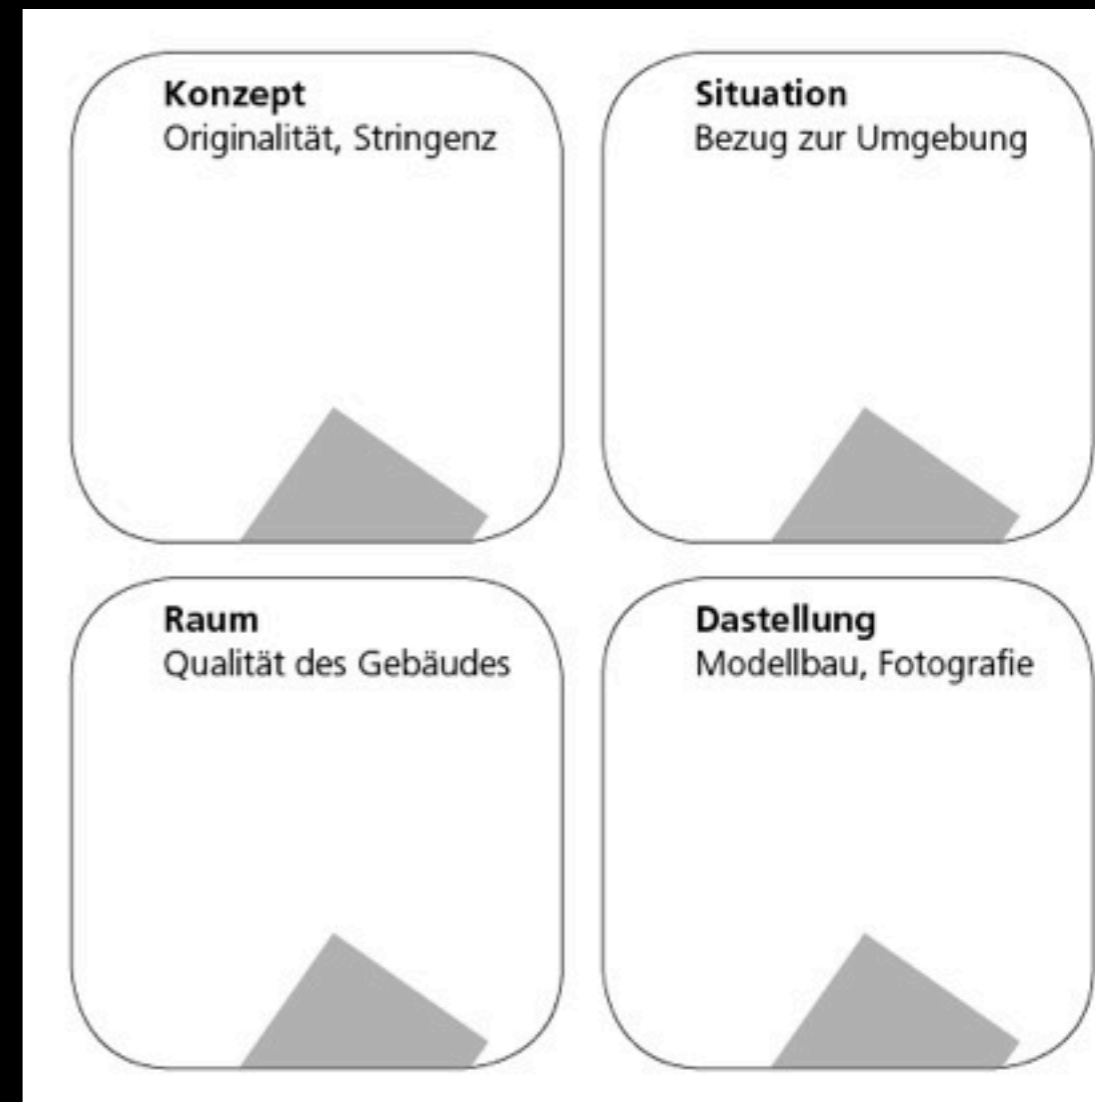 Konzept
Originalität, Stringenz
Situation
Bezug zur Umgebung
Raum
Qualität des Gebäudes
Dastellung
Modellbau, Fotografie